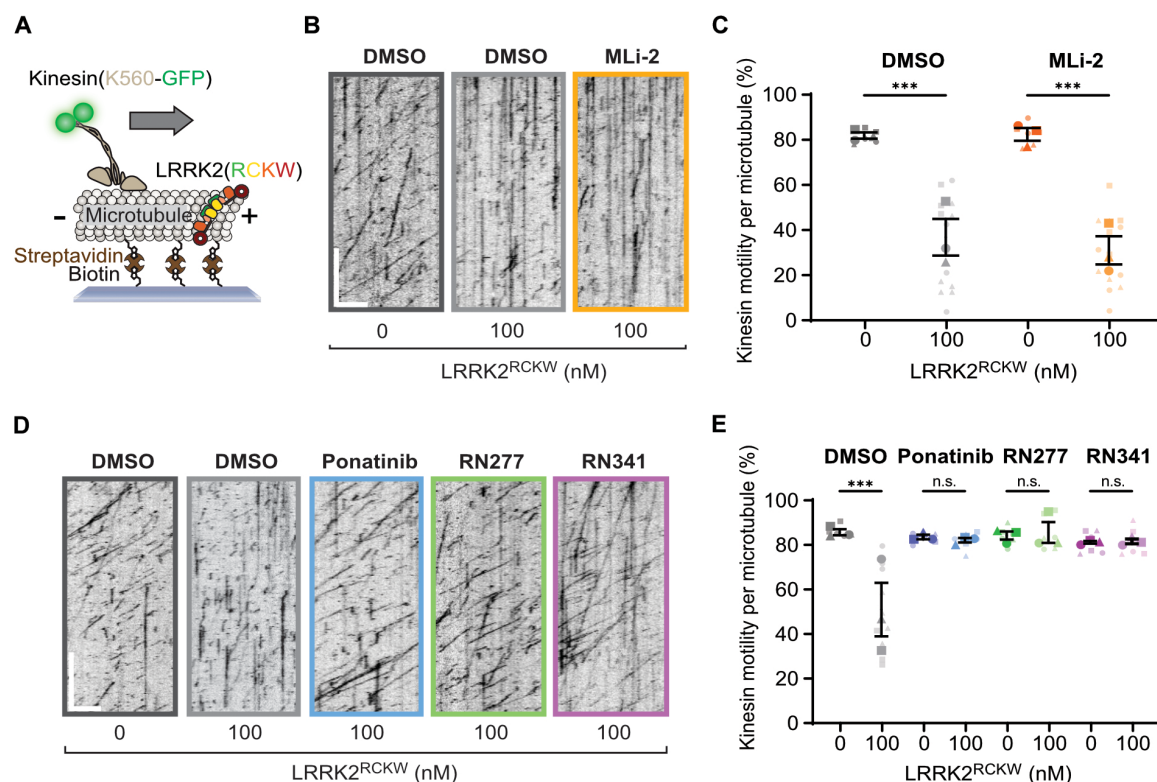 A
Kinesin(K560-GFP)
LRRK2(RCKW)
- Microtubule +
Streptavidin
Biotin
B
DMSO DMSO MLi-2
0 100 100
LRRK2RCKW (nM)
C
DMSO MLi-2
*** ***
Kinesin motility per microtubule (%)
100
80
60
40
20
0
0 100 0 100
LRRK2RCKW (nM)
D
DMSO DMSO Ponatinib RN277 RN341
0 100 100 100 100
LRRK2RCKW (nM)
E
DMSO Ponatinib RN277 RN341
*** n.s. n.s. n.s.
Kinesin motility per microtubule (%)
100
80
60
40
20
0
0 100 0 100 0 100 0 100
LRRK2RCKW (nM)